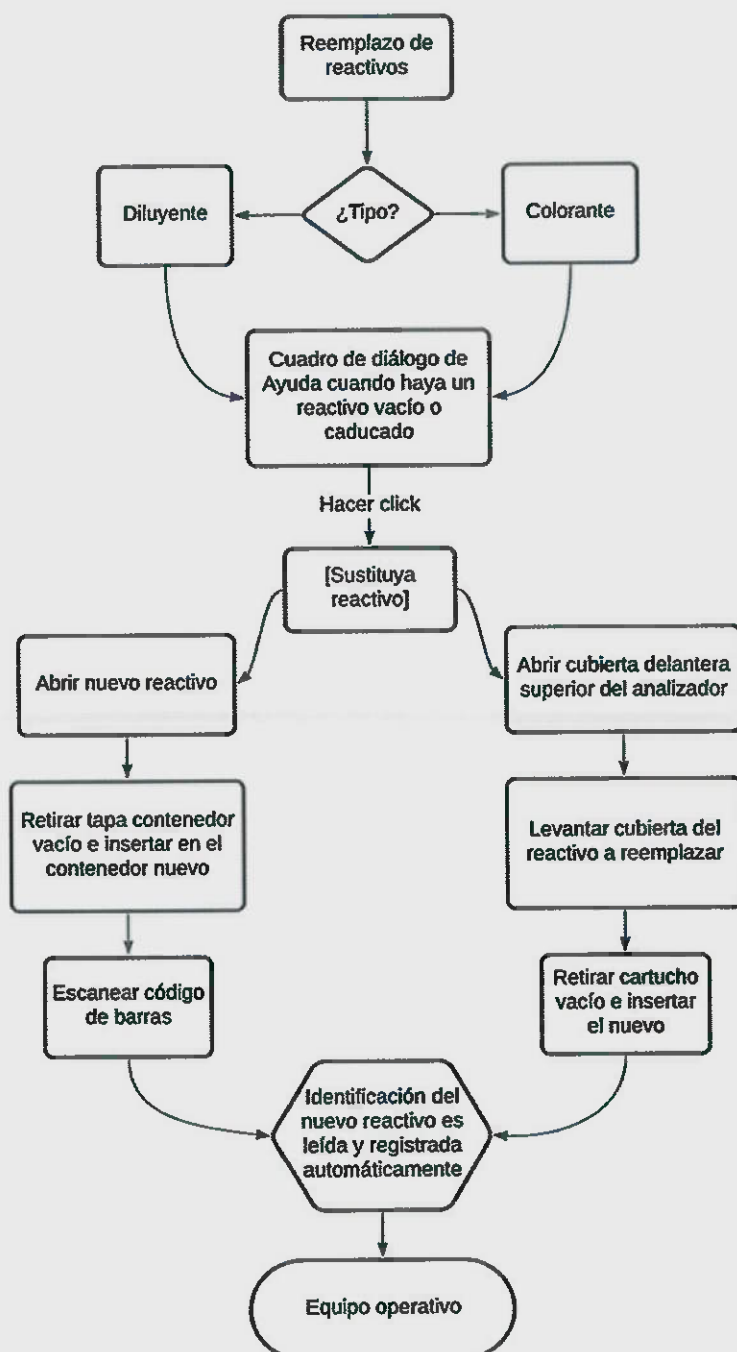 Reemplazo de
reactivos
¿Tipo?
Diluyente
Colorante
Cuadro de diálogo de
Ayuda cuando haya un
reactivo vacío o
caducado
Hacer click
[Sustituya
reactivo]
Abrir nuevo reactivo
Abrir cubierta delantera
superior del analizador
Retirar tapa contenedor
vacío e insertar en el
contenedor nuevo
Levantar cubierta del
reactivo a reemplazar
Escanear código
de barras
Retirar cartucho
vacío e insertar
el nuevo
Identificación del
nuevo reactivo es
leída y registrada
automáticamente
Equipo operativo